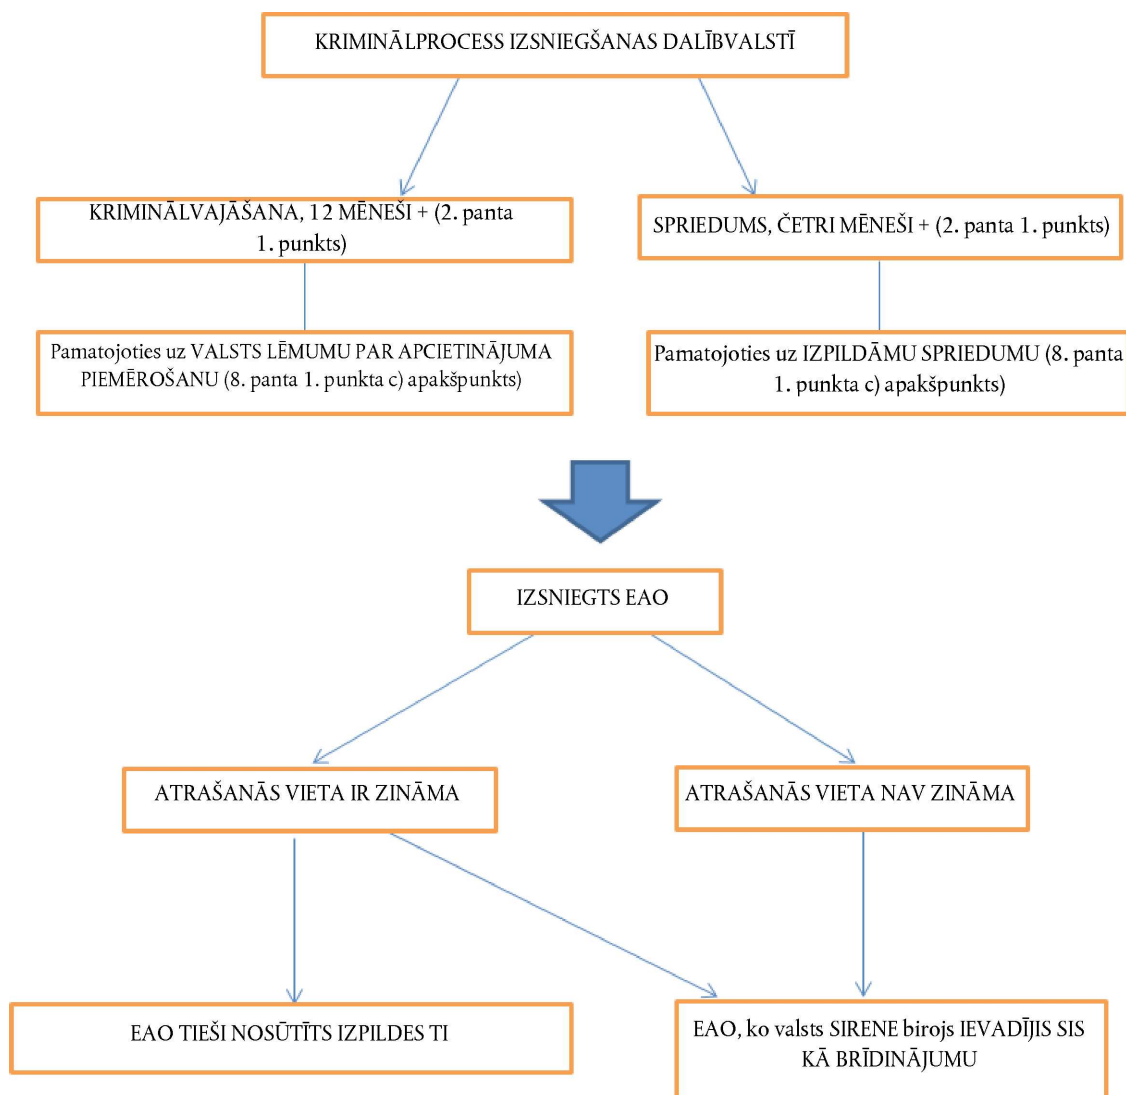 KRIMINĀLPROCESS IZSNIEGŠANAS DALĪBVALSTĪ
KRIMINĀLVAJĀŠANA, 12 MĒNEŠI + (2. panta
1. punkts)
SPRIEDUMS, ČETRI MĒNEŠI + (2. panta 1. punkts)
Pamatojoties uz VALSTS LĒMUMU PAR APCIETINĀJUMA
PIEMĒROŠANU (8. panta 1. punkta c) apakšpunkts)
Pamatojoties uz IZPILDĀMU SPRIEDUMU (8. panta
1. punkta c) apakšpunkts)
IZSNIEGTS EAO
ATRAŠANĀS VIETA IR ZINĀMA
ATRAŠANĀS VIETA NAV ZINĀMA
EAO TIEŠI NOSŪTĪTS IZPILDES TI
EAO, ko valsts SIRENE birojs IEVADĪJIS SIS
KĀ BRĪDINĀJUMU